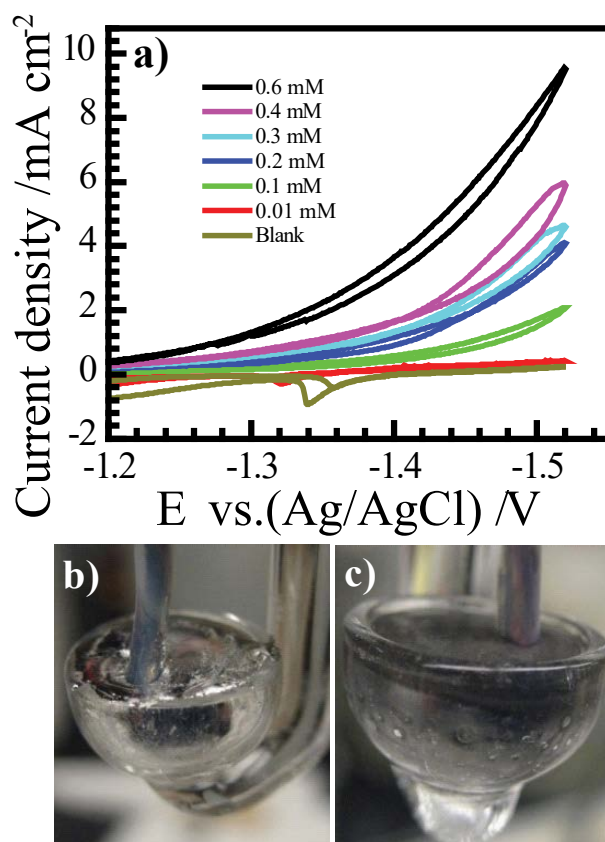 a)
10
8
6
4
2
0
-2
0.6 mM
0.4 mM
0.3 mM
0.2 mM
0.1 mM
0.01 mM
Blank
Current density /mA cm-2
-1.2 -1.3 -1.4 -1.5
E vs.(Ag/AgCl) /V
b)
c)